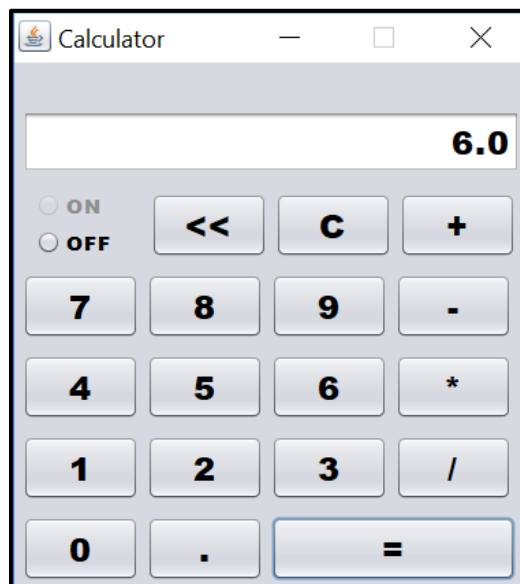 Calculator
6.0
ON
OFF
<< C +
7 8 9 -
4 5 6 *
1 2 3 /
0 . =